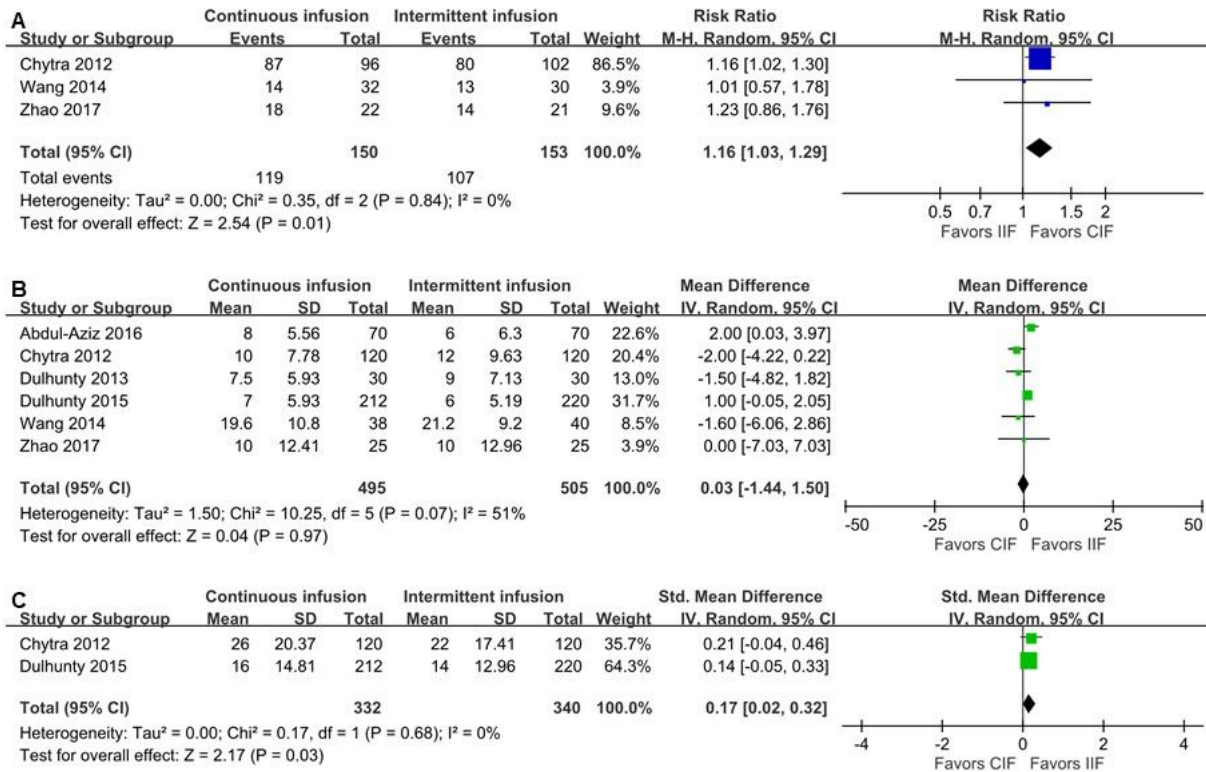 A
Continuous infusion Intermittent infusion Risk Ratio Risk Ratio
Study or Subgroup Events Total Events Total Weight M-H, Random, 95% CI M-H, Random, 95% CI
Chytra 2012 87 96 80 102 86.5% 1.16 [1.02, 1.30]
Wang 2014 14 32 13 30 3.9% 1.01 [0.57, 1.78]
Zhao 2017 18 22 14 21 9.6% 1.23 [0.86, 1.76]
Total (95% CI) 150 153 100.0% 1.16 [1.03, 1.29]
Total events 119 107
Heterogeneity: Tau² = 0.00; Chi² = 0.35, df = 2 (P = 0.84); I² = 0%
Test for overall effect: Z = 2.54 (P = 0.01)
0.5 0.7 1 1.5 2
Favors IIF Favors CIF
B
Continuous infusion Intermittent infusion Mean Difference Mean Difference
Study or Subgroup Mean SD Total Mean SD Total Weight IV, Random, 95% CI IV, Random, 95% CI
Abdul-Aziz 2016 8 5.56 70 6 6.3 70 22.6% 2.00 [0.03, 3.97]
Chytra 2012 10 7.78 120 12 9.63 120 20.4% -2.00 [-4.22, 0.22]
Dulhunty 2013 7.5 5.93 30 9 7.13 30 13.0% -1.50 [-4.82, 1.82]
Dulhunty 2015 7 5.93 212 6 5.19 220 31.7% 1.00 [-0.05, 2.05]
Wang 2014 19.6 10.8 38 21.2 9.2 40 8.5% -1.60 [-6.06, 2.86]
Zhao 2017 10 12.41 25 10 12.96 25 3.9% 0.00 [-7.03, 7.03]
Total (95% CI) 495 505 100.0% 0.03 [-1.44, 1.50]
Heterogeneity: Tau² = 1.50; Chi² = 10.25, df = 5 (P = 0.07); I² = 51%
Test for overall effect: Z = 0.04 (P = 0.97)
-50 -25 0 25 50
Favors CIF Favors IIF
C
Continuous infusion Intermittent infusion Std. Mean Difference Std. Mean Difference
Study or Subgroup Mean SD Total Mean SD Total Weight IV, Random, 95% CI IV, Random, 95% CI
Chytra 2012 26 20.37 120 22 17.41 120 35.7% 0.21 [-0.04, 0.46]
Dulhunty 2015 16 14.81 212 14 12.96 220 64.3% 0.14 [-0.05, 0.33]
Total (95% CI) 332 340 100.0% 0.17 [0.02, 0.32]
Heterogeneity: Tau² = 0.00; Chi² = 0.17, df = 1 (P = 0.68); I² = 0%
Test for overall effect: Z = 2.17 (P = 0.03)
-4 -2 0 2 4
Favors CIF Favors IIF